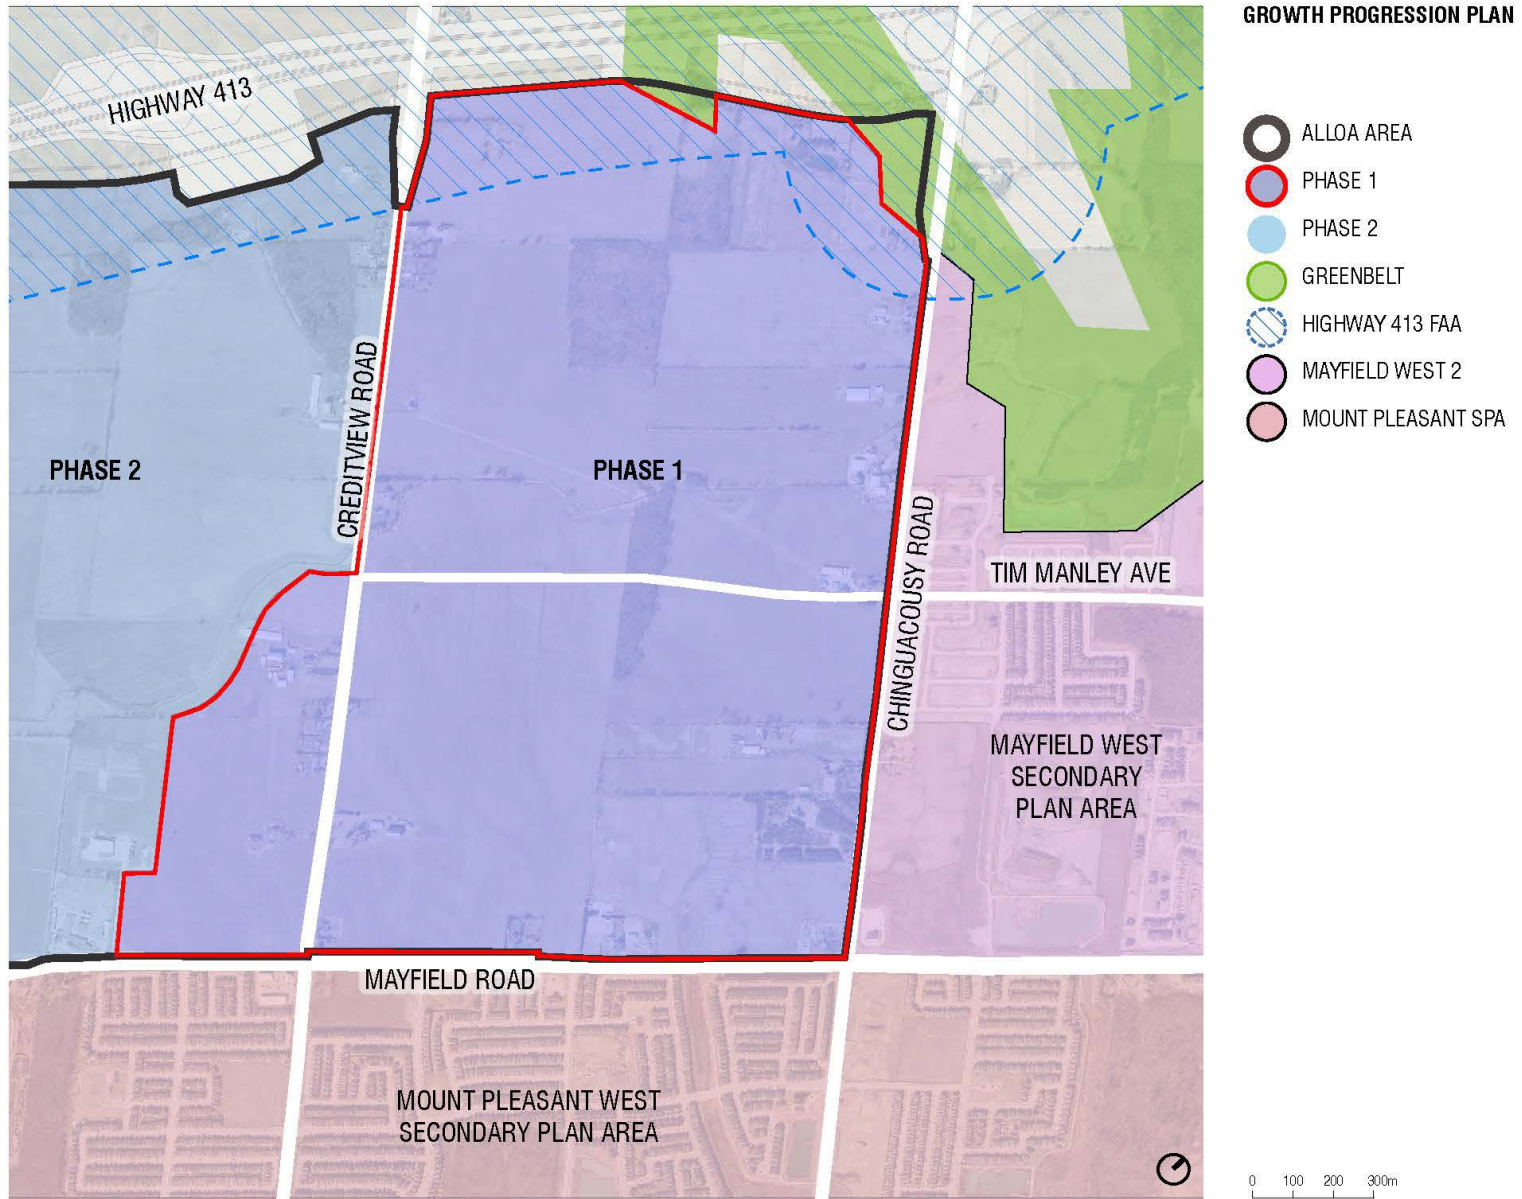 GROWTH PROGRESSION PLAN
ALLOA AREA
PHASE 1
PHASE 2
GREENBELT
HIGHWAY 413 FAA
MAYFIELD WEST 2
MOUNT PLEASANT SPA
HIGHWAY 413
CREDITVIEW ROAD
PHASE 2
PHASE 1
CHINGUACOUSY ROAD
TIM MANLEY AVE
MAYFIELD WEST
SECONDARY
PLAN AREA
MAYFIELD ROAD
MOUNT PLEASANT WEST
SECONDARY PLAN AREA
0 100 200 300m